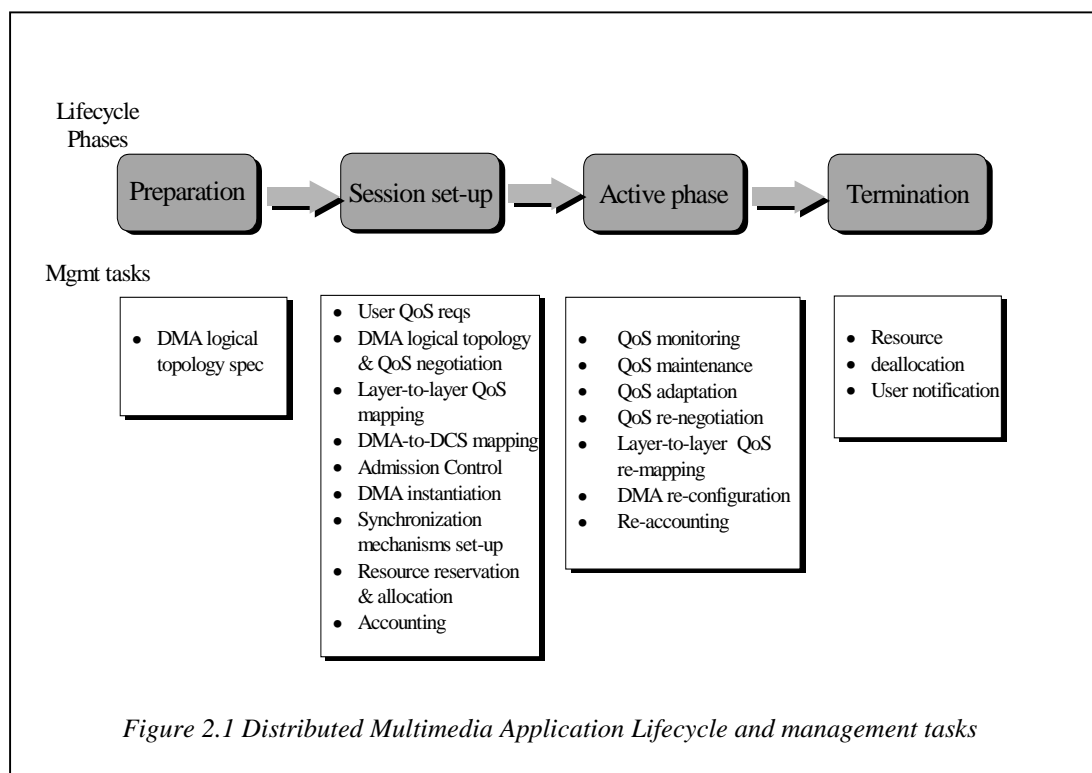 Lifecycle
Phases
Preparation
Session set-up
Active phase
Termination
Mgmt tasks
• DMA logical
topology spec
• User QoS reqs
• DMA logical topology
& QoS negotiation
• Layer-to-layer QoS
mapping
• DMA-to-DCS mapping
• Admission Control
• DMA instantiation
• Synchronization
mechanisms set-up
• Resource reservation
& allocation
• Accounting
• QoS monitoring
• QoS maintenance
• QoS adaptation
• QoS re-negotiation
• Layer-to-layer QoS
re-mapping
• DMA re-configuration
• Re-accounting
• Resource
• deallocation
• User notification
Figure 2.1 Distributed Multimedia Application Lifecycle and management tasks